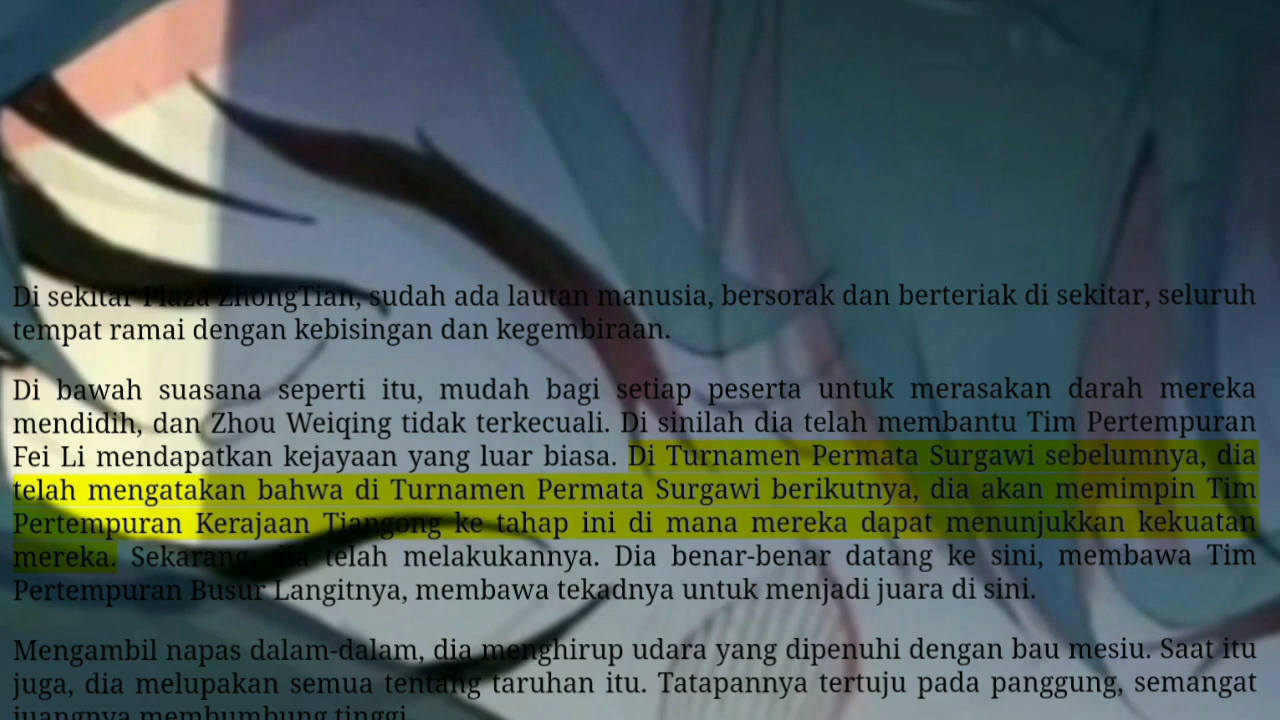 Di sekitar Plaza ZhongTian, sudah ada lautan manusia, bersorak dan berteriak di sekitar, seluruh
tempat ramai dengan kebisingan dan kegembiraan.
Di bawah suasana seperti itu, mudah bagi setiap peserta untuk merasakan darah mereka
mendidih, dan Zhou Weiqing tidak terkecuali. Di sinilah dia telah membantu Tim Pertempuran
Fei Li mendapatkan kejayaan yang luar biasa. Di Turnamen Permata Surgawi sebelumnya, dia
telah mengatakan bahwa di Turnamen Permata Surgawi berikutnya, dia akan memimpin Tim
Pertempuran Kerajaan Tiangong ke tahap ini di mana mereka dapat menunjukkan kekuatan
mereka. Sekarang, dia telah melakukannya. Dia benar-benar datang ke sini, membawa Tim
Pertempuran Busur Langitnya, membawa tekadnya untuk menjadi juara di sini.
Mengambil napas dalam-dalam, dia menghirup udara yang dipenuhi dengan bau mesiu. Saat itu
juga, dia melupakan semua tentang taruhan itu. Tatapannya tertuju pada panggung, semangat
juangnya membumbung tinggi.